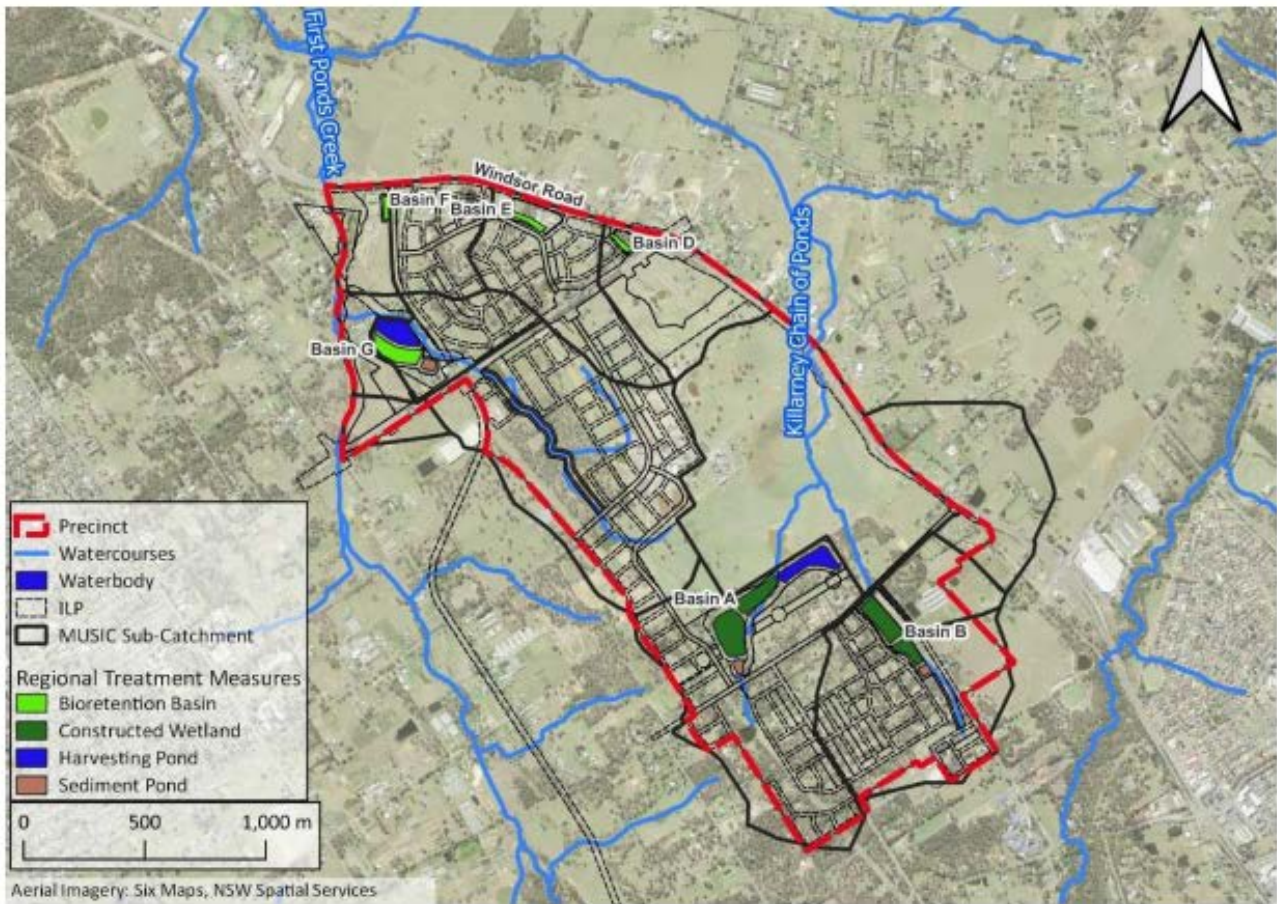 First Ponds Creek
Windsor Road
Basin F
Basin E
Basin D
Killarney Chain of Ponds
Basin G
Basin A
Basin B
Precinct
Watercourses
Waterbody
ILP
MUSIC Sub-Catchment
Regional Treatment Measures
Bioretention Basin
Constructed Wetland
Harvesting Pond
Sediment Pond
0 500 1,000 m
Aerial Imagery: Six Maps, NSW Spatial Services